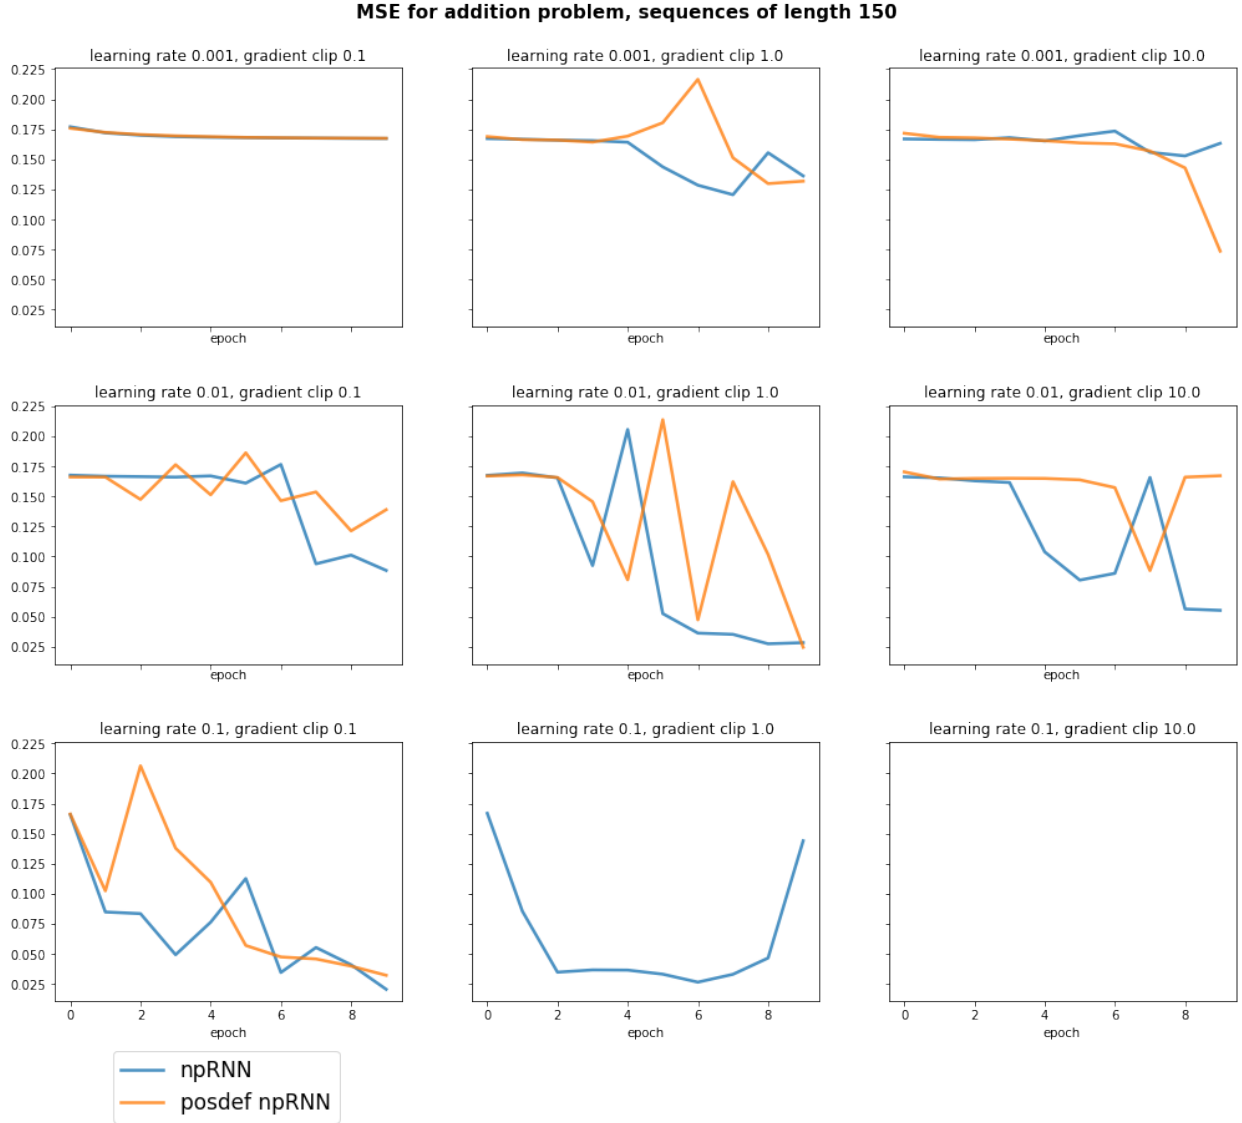 MSE for addition problem, sequences of length 150
learning rate 0.001, gradient clip 0.1
learning rate 0.001, gradient clip 1.0
learning rate 0.001, gradient clip 10.0
0.225
0.200
0.175
0.150
0.125
0.100
0.075
0.050
0.025
epoch
epoch
epoch
learning rate 0.01, gradient clip 0.1
learning rate 0.01, gradient clip 1.0
learning rate 0.01, gradient clip 10.0
0.225
0.200
0.175
0.150
0.125
0.100
0.075
0.050
0.025
epoch
epoch
epoch
learning rate 0.1, gradient clip 0.1
learning rate 0.1, gradient clip 1.0
learning rate 0.1, gradient clip 10.0
0.225
0.200
0.175
0.150
0.125
0.100
0.075
0.050
0.025
0 2 4 6 8
0 2 4 6 8
0 2 4 6 8
epoch
epoch
epoch
npRNN
posdef npRNN